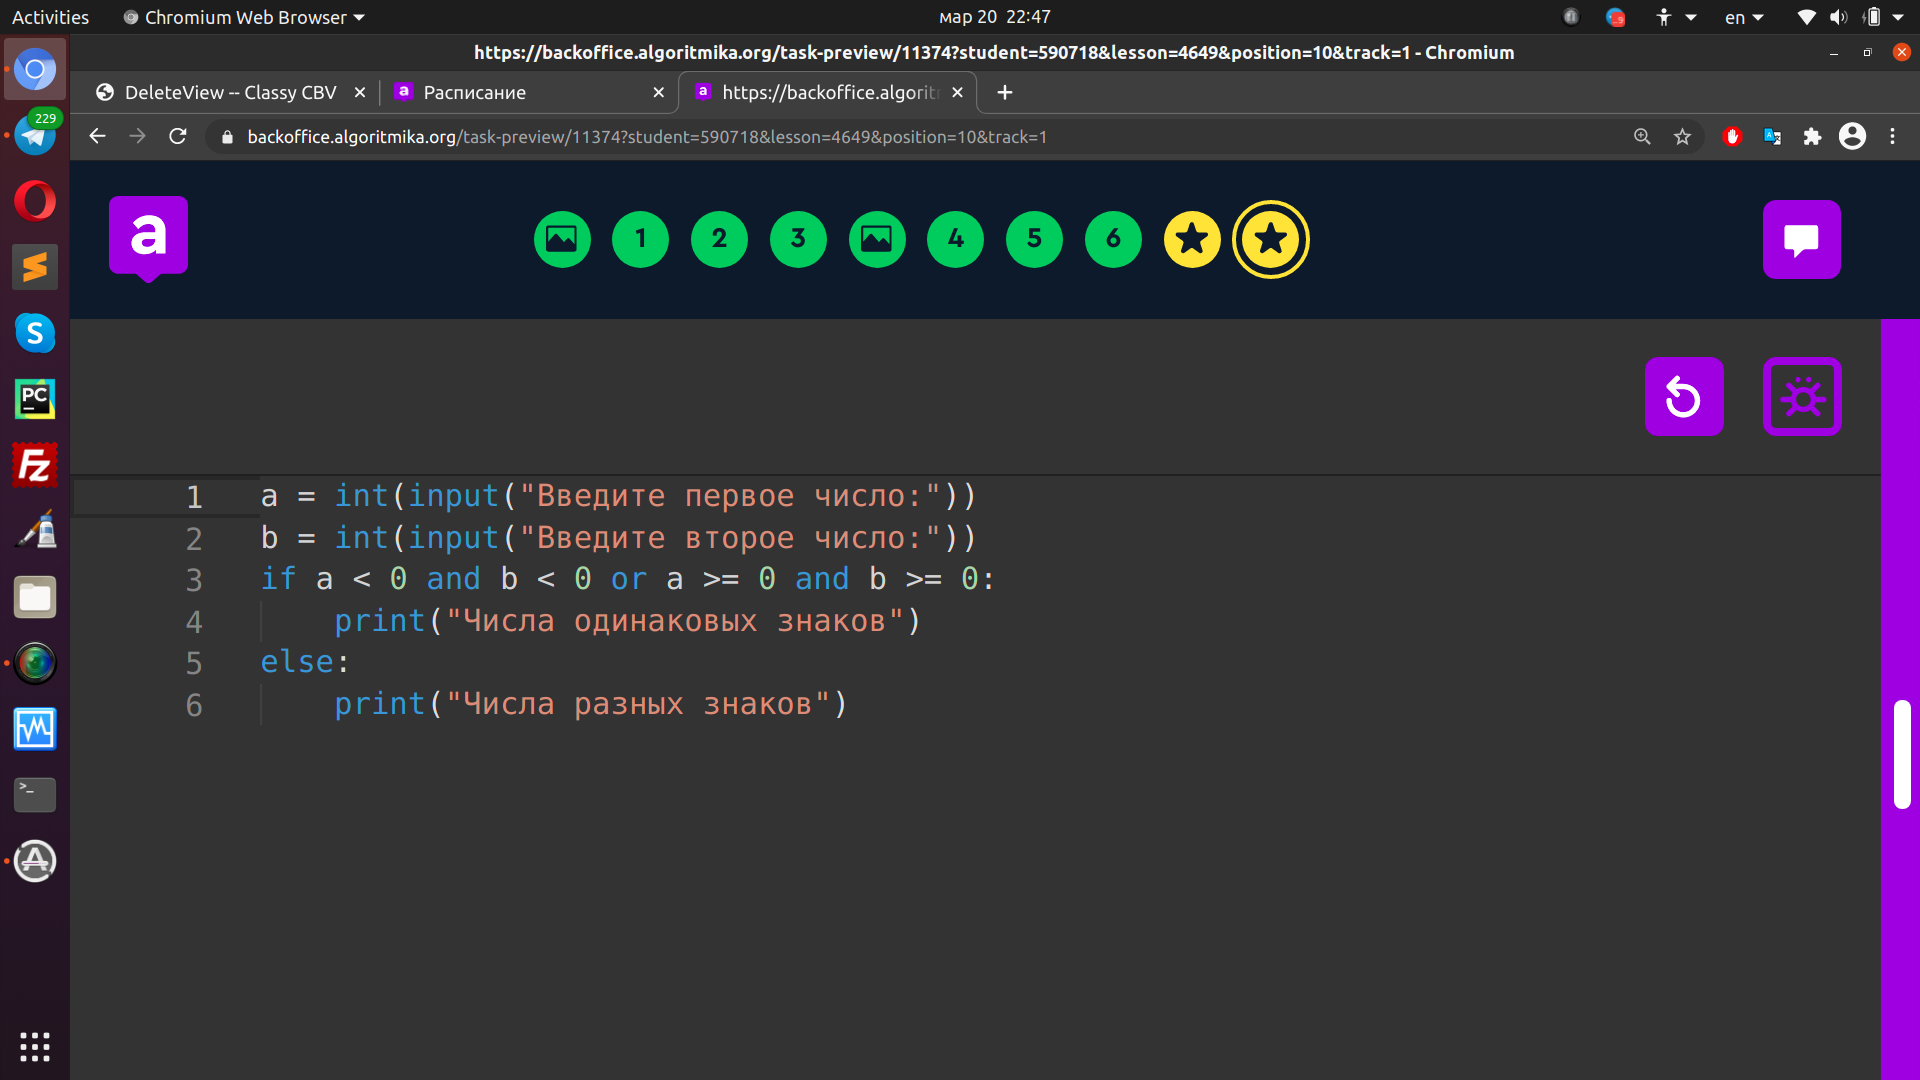 Activities Chromium Web Browser мар 20 22:47 en
https://backoffice.algoritmika.org/task-preview/11374?student=590718&lesson=4649&position=10&track=1 - Chromium
DeleteView -- Classy CBV Расписание https://backoffice.algorit
backoffice.algoritmika.org/task-preview/11374?student=590718&lesson=4649&position=10&track=1
229
a 1 2 3 4 5 6
S
PC
Fz
>_
1 a = int(input("Введите первое число:"))
2 b = int(input("Введите второе число:"))
3 if a < 0 and b < 0 or a >= 0 and b >= 0:
4 print("Числа одинаковых знаков")
5 else:
6 print("Числа разных знаков")